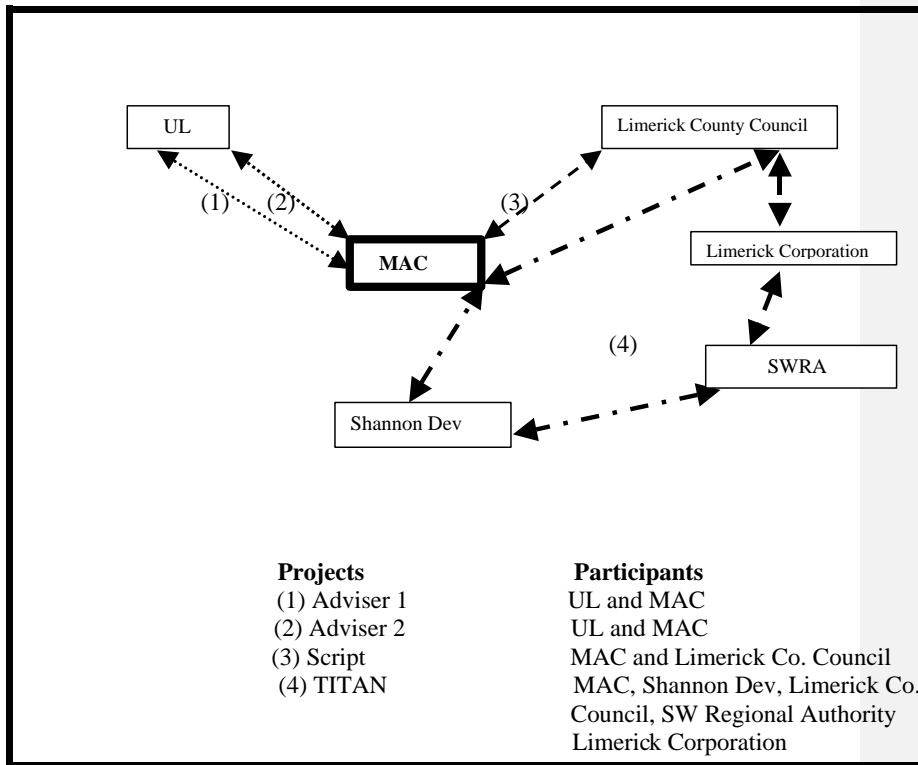 UL
Limerick County Council
(1)
(2)
(3)
Limerick Corporation
MAC
(4)
SWRA
Shannon Dev
Projects Participants
(1) Adviser 1 UL and MAC
(2) Adviser 2 UL and MAC
(3) Script MAC and Limerick Co. Council
(4) TITAN MAC, Shannon Dev, Limerick Co.
Council, SW Regional Authority
Limerick Corporation